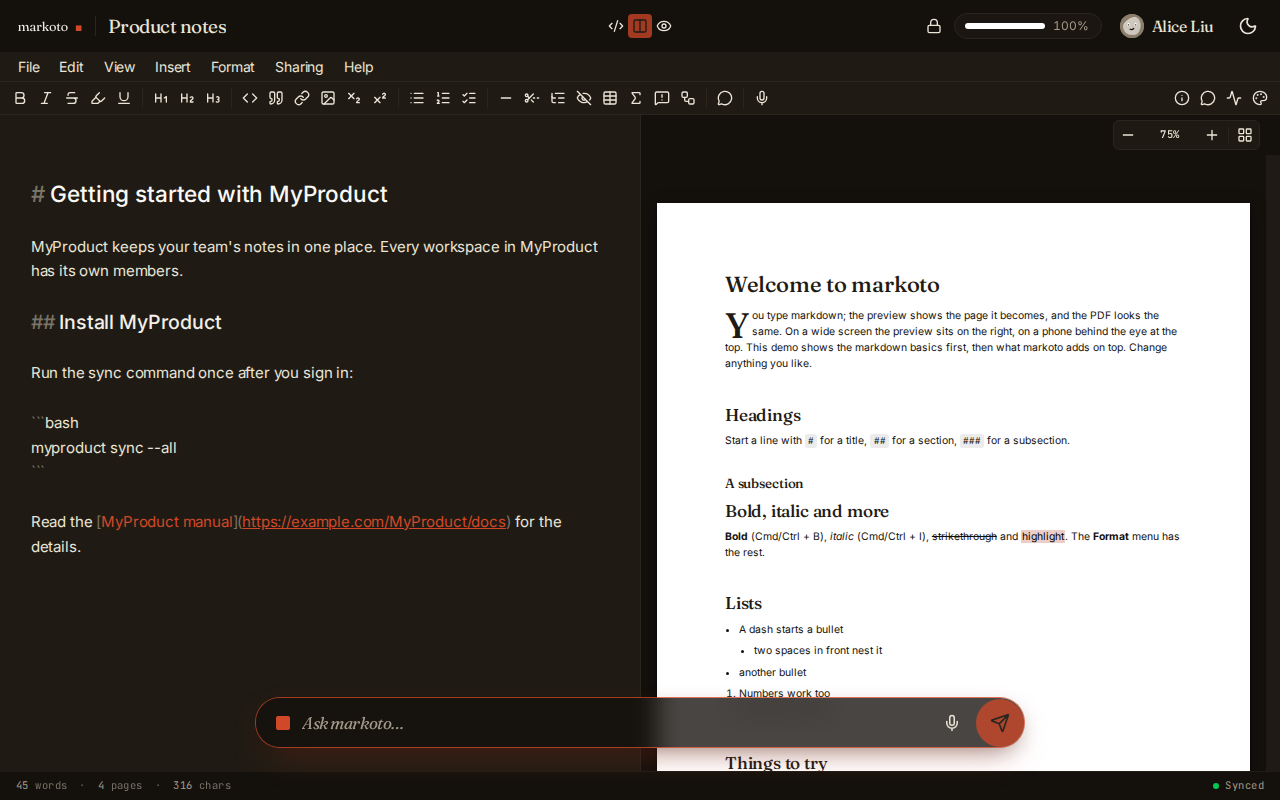 markoto
Product notes
100%
Alice Liu
File Edit View Insert Format Sharing Help
H1 H2 H3
75%
# Getting started with MyProduct
MyProduct keeps your team's notes in one place. Every workspace in MyProduct
has its own members.
## Install MyProduct
Run the sync command once after you sign in:
```bash
myproduct sync --all
```
Read the [MyProduct manual](https://example.com/MyProduct/docs) for the
details.
Welcome to markoto
You type markdown; the preview shows the page it becomes, and the PDF looks the
same. On a wide screen the preview sits on the right, on a phone behind the eye at the
top. This demo shows the markdown basics first, then what markoto adds on top. Change
anything you like.
Headings
Start a line with # for a title, ## for a section, ### for a subsection.
A subsection
Bold, italic and more
Bold (Cmd/Ctrl + B), italic (Cmd/Ctrl + I), strikethrough and highlight. The Format menu has
the rest.
Lists
• A dash starts a bullet
• two spaces in front nest it
• another bullet
1. Numbers work too
Things to try
Ask markoto...
45 words · 4 pages · 316 chars
Synced